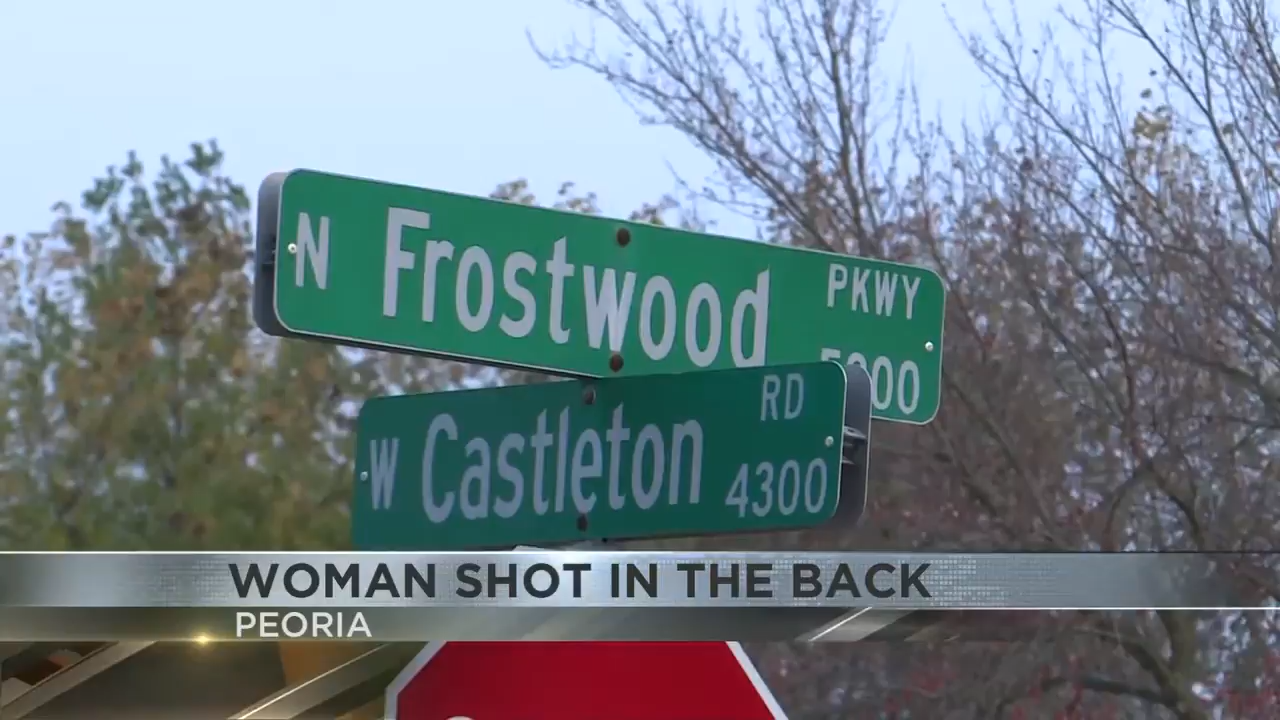 N Frostwood PKWY
W Castleton RD
4300
WOMAN SHOT IN THE BACK
PEORIA